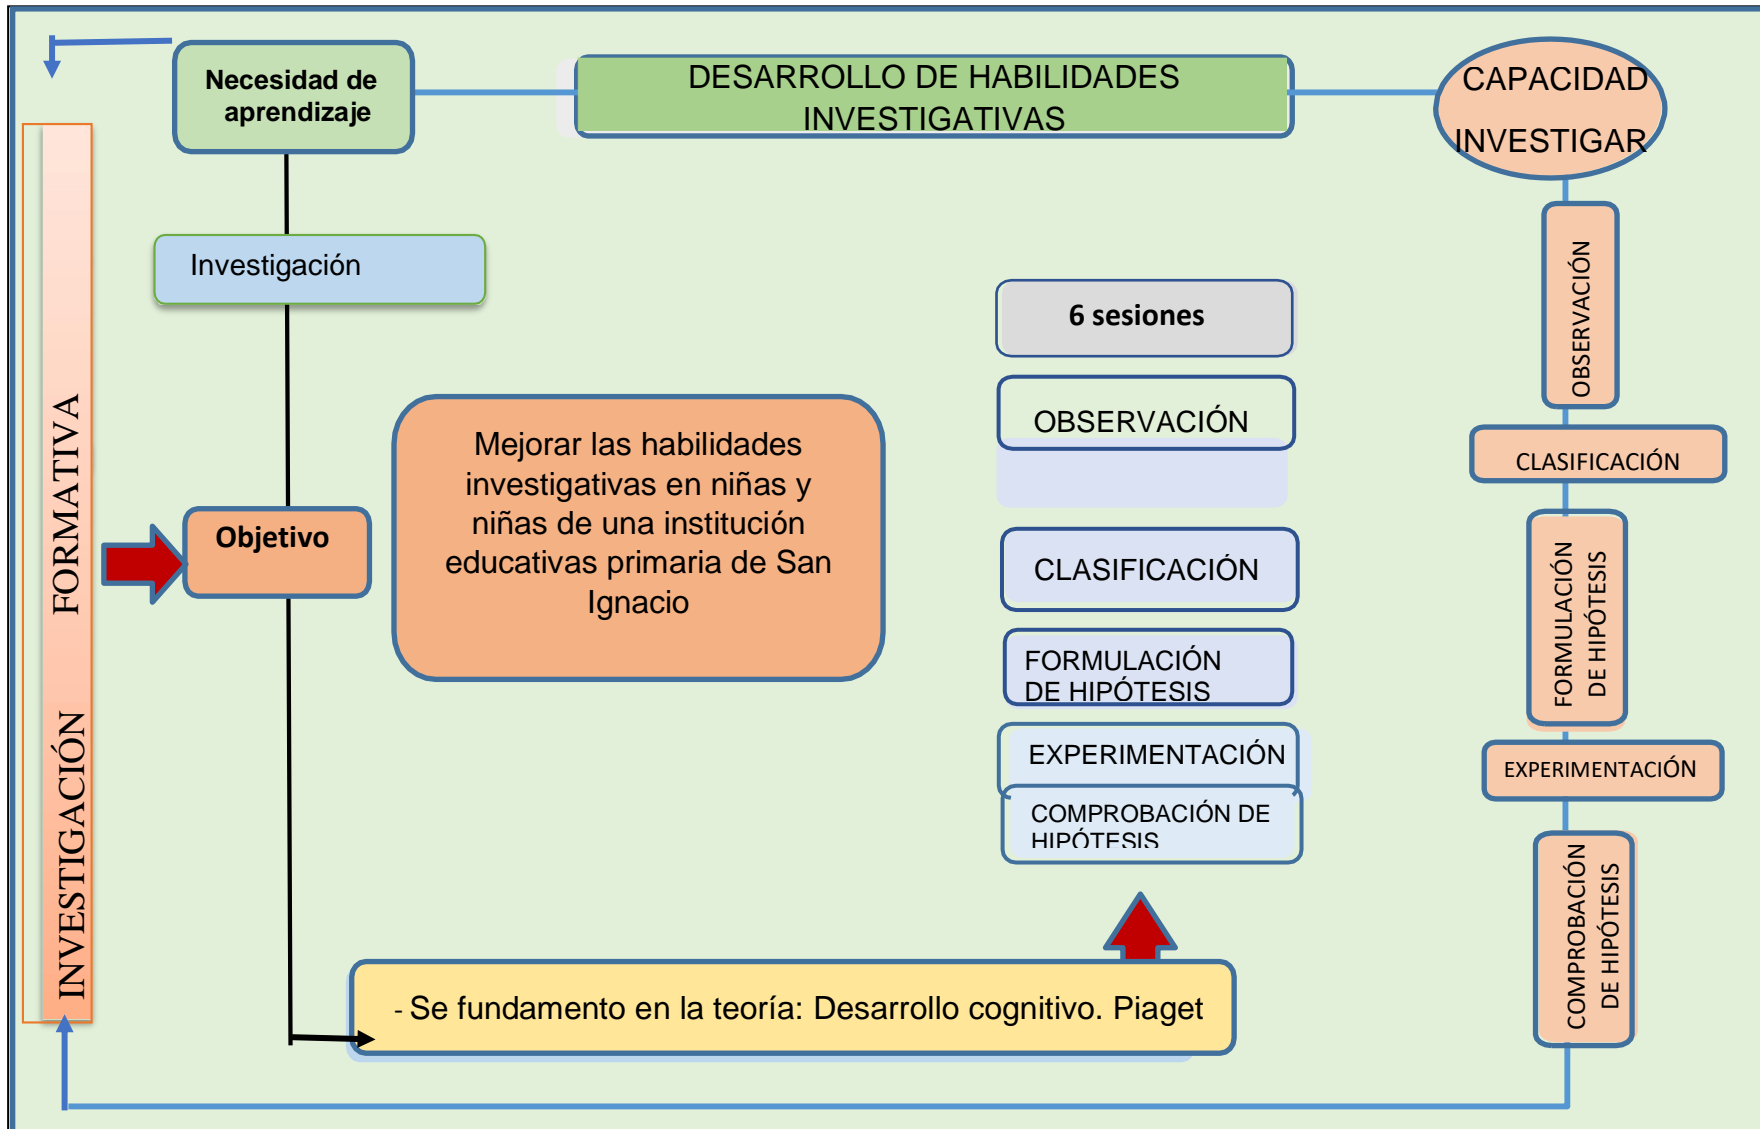 Necesidad de
aprendizaje
DESARROLLO DE HABILIDADES
INVESTIGATIVAS
CAPACIDAD
INVESTIGAR
INVESTIGACIÓN FORMATIVA
Investigación
Objetivo
Mejorar las habilidades
investigativas en niñas y
niñas de una institución
educativas primaria de San
Ignacio
6 sesiones
OBSERVACIÓN
CLASIFICACIÓN
FORMULACIÓN
DE HIPÓTESIS
EXPERIMENTACIÓN
COMPROBACIÓN DE
HIPÓTESIS
- Se fundamento en la teoría: Desarrollo cognitivo. Piaget
OBSERVACIÓN
CLASIFICACIÓN
FORMULACIÓN
DE HIPÓTESIS
EXPERIMENTACIÓN
COMPROBACIÓN
DE HIPÓTESIS